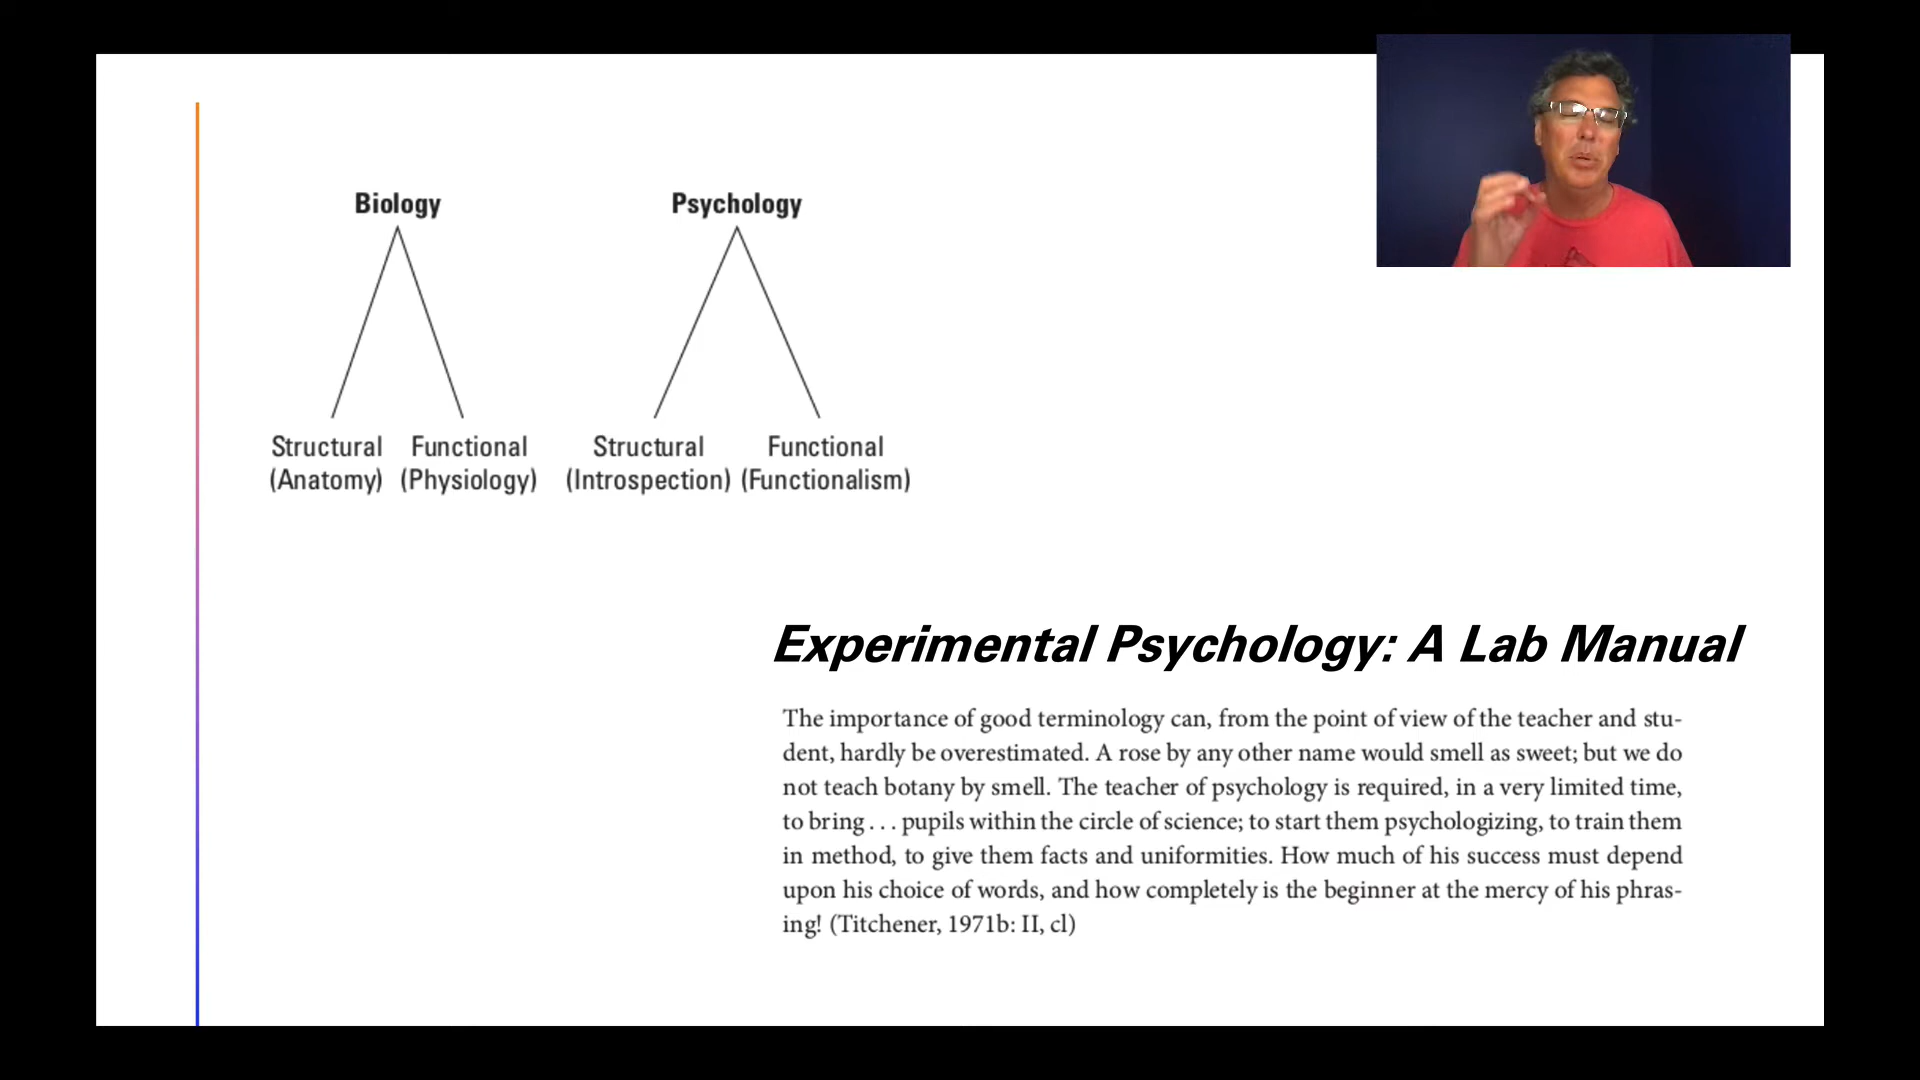 Biology
Psychology
Structural
(Anatomy)
Functional
(Physiology)
Structural
(Introspection)
Functional
(Functionalism)
Experimental Psychology: A Lab Manual
The importance of good terminology can, from the point of view of the teacher and stu-
dent, hardly be overestimated. A rose by any other name would smell as sweet; but we do
not teach botany by smell. The teacher of psychology is required, in a very limited time,
to bring . . . pupils within the circle of science; to start them psychologizing, to train them
in method, to give them facts and uniformities. How much of his success must depend
upon his choice of words, and how completely is the beginner at the mercy of his phras-
ing! (Titchener, 1971b: II, cl)